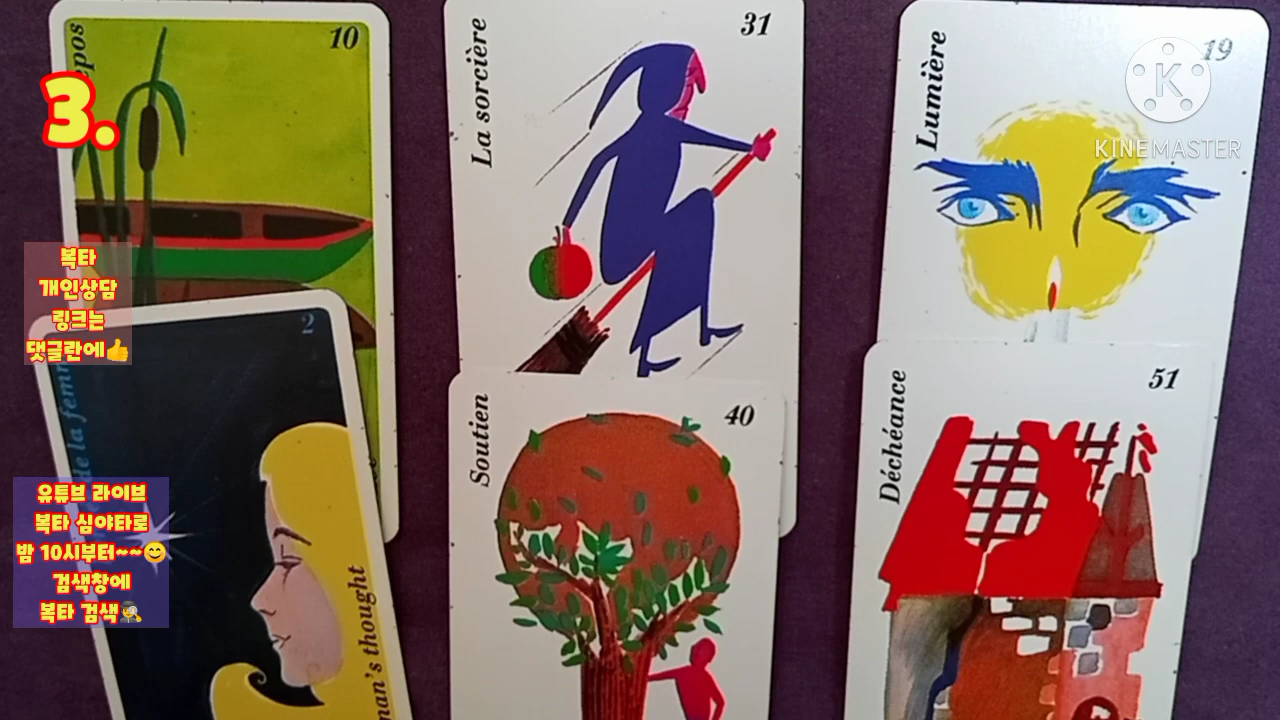 3.
복타
개인상담
링크는
댓글란에👍
유튜브 라이브
복타 심야타로
밤 10시부터~~😊
검색창에
복타 검색🕵️
10
2
de la
31
La sorcière
40
Soutien
19
Lumière
51
Déchéance
thought
K
KINEMASTER